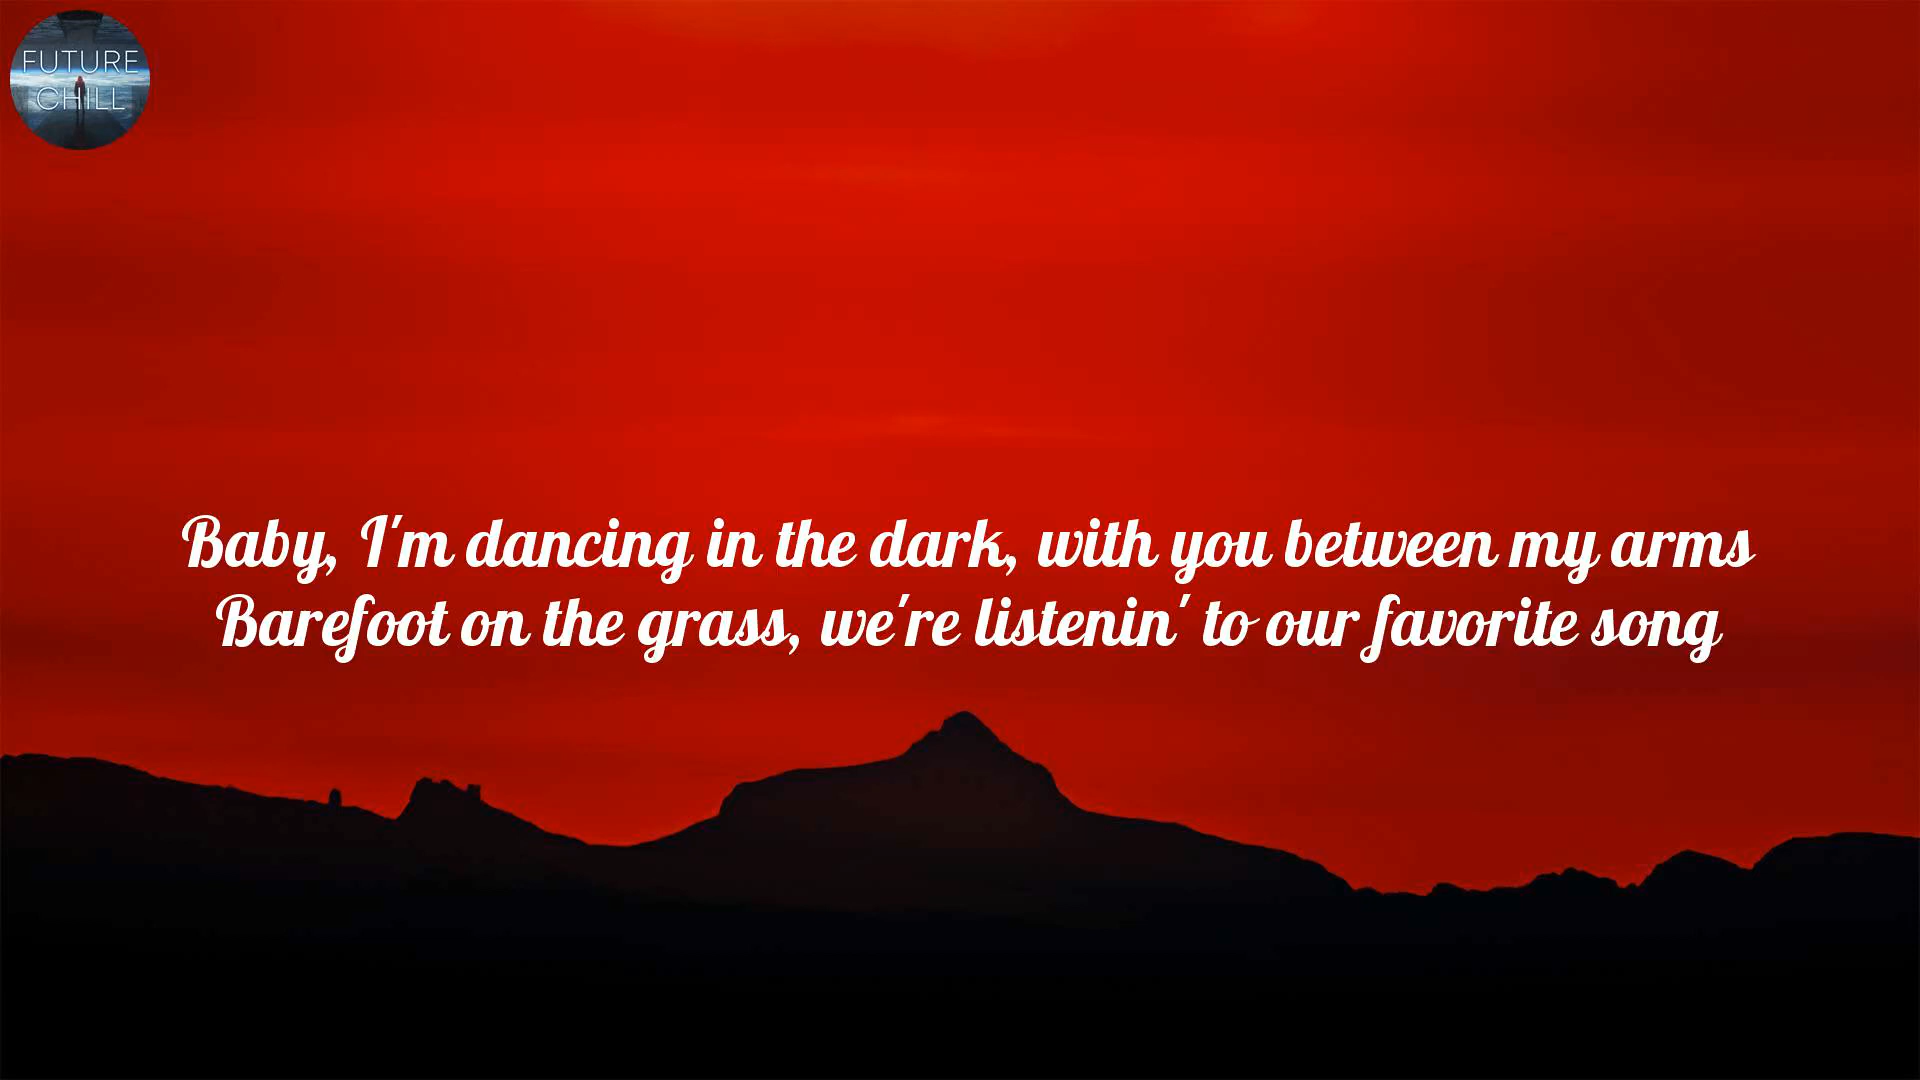 FUTURE
CHILL
Baby, I'm dancing in the dark, with you between my arms
Barefoot on the grass, we're listenin' to our favorite song